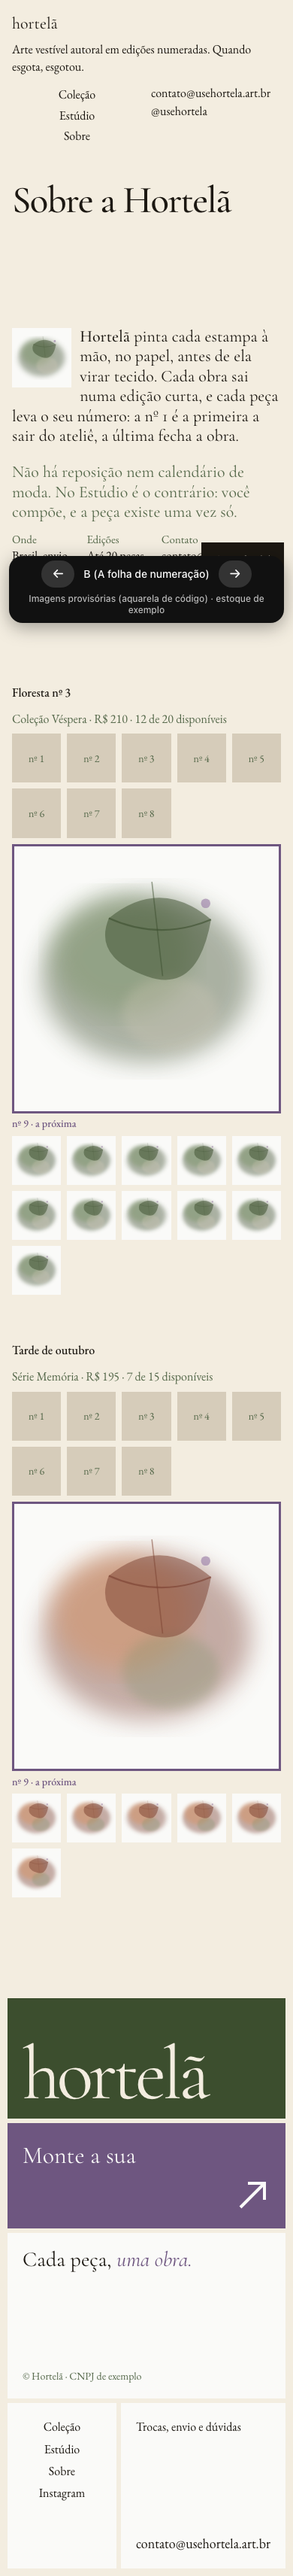 hortelã
Arte vestível autoral em edições numeradas. Quando
esgota, esgotou.
Coleção
Estúdio
Sobre
contato@usehortela.art.br
@usehortela
Sobre a Hortelã
Hortelã pinta cada estampa à
mão, no papel, antes de ela
virar tecido. Cada obra sai
numa edição curta, e cada peça
leva o seu número: a nº 1 é a primeira a
sair do ateliê, a última fecha a obra.
Não há reposição nem calendário de
moda. No Estúdio é o contrário: você
compõe, e a peça existe uma vez só.
Onde
Edições
Contato
B (A folha de numeração)
Imagens provisórias (aquarela de código) · estoque de
exemplo
Floresta nº 3
Coleção Véspera · R$ 210 · 12 de 20 disponíveis
nº 1
nº 2
nº 3
nº 4
nº 5
nº 6
nº 7
nº 8
nº 9 · a próxima
Tarde de outubro
Série Memória · R$ 195 · 7 de 15 disponíveis
nº 1
nº 2
nº 3
nº 4
nº 5
nº 6
nº 7
nº 8
nº 9 · a próxima
hortelã
Monte a sua
Cada peça, uma obra.
© Hortelã · CNPJ de exemplo
Coleção
Estúdio
Sobre
Instagram
Trocas, envio e dúvidas
contato@usehortela.art.br